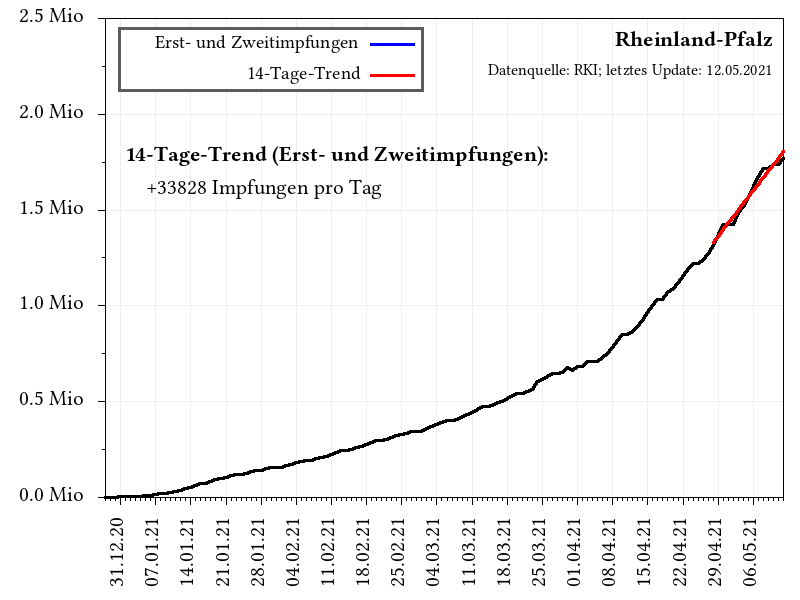 2.5 Mio
2.0 Mio
1.5 Mio
1.0 Mio
0.5 Mio
0.0 Mio
Erst- und Zweitimpfungen
14-Tage-Trend
Rheinland-Pfalz
Datenquelle: RKI; letztes Update: 12.05.2021
14-Tage-Trend (Erst- und Zweitimpfungen):
+33828 Impfungen pro Tag
31.12.20
07.01.21
14.01.21
21.01.21
28.01.21
04.02.21
11.02.21
18.02.21
25.02.21
04.03.21
11.03.21
18.03.21
25.03.21
01.04.21
08.04.21
15.04.21
22.04.21
29.04.21
06.05.21